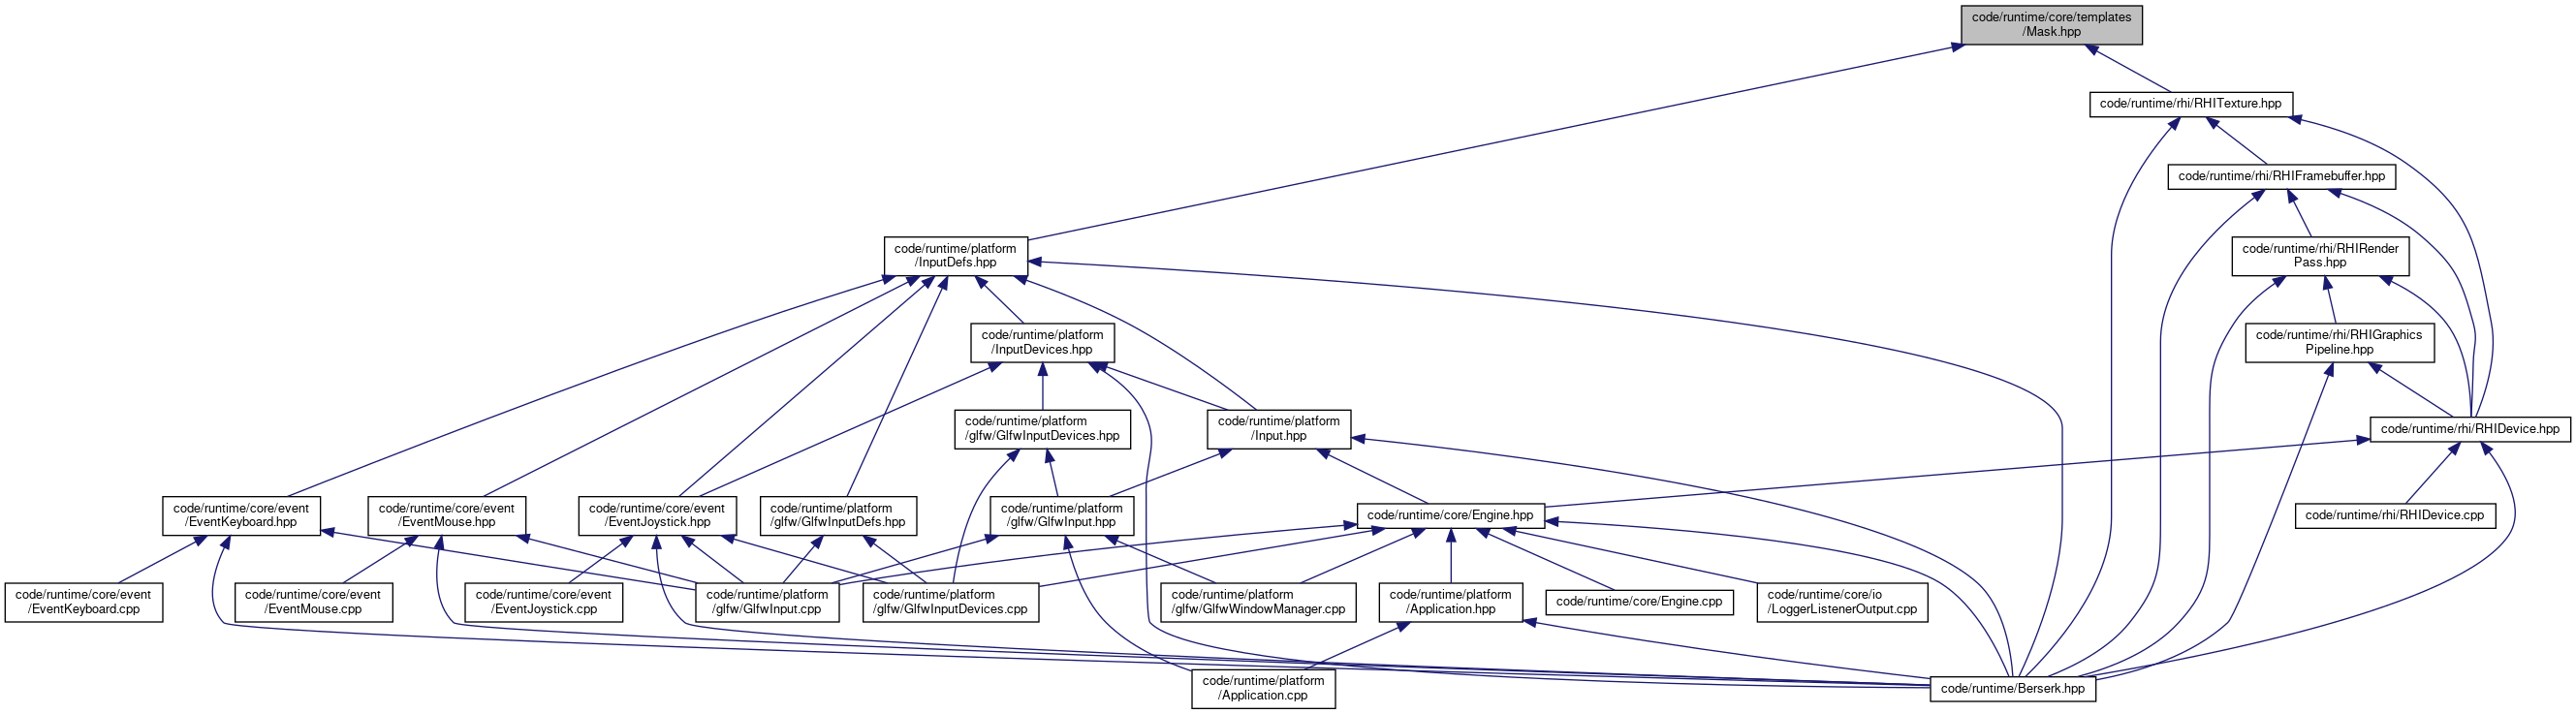 code/runtime/core/templates
/Mask.hpp
code/runtime/rhi/RHITexture.hpp
code/runtime/rhi/RHIFramebuffer.hpp
code/runtime/platform
/InputDefs.hpp
code/runtime/rhi/RHIRender
Pass.hpp
code/runtime/platform
/InputDevices.hpp
code/runtime/rhi/RHIGraphics
Pipeline.hpp
code/runtime/platform
/glfw/GlfwInputDevices.hpp
code/runtime/platform
/Input.hpp
code/runtime/rhi/RHIDevice.hpp
code/runtime/core/event
/EventKeyboard.hpp
code/runtime/core/event
/EventMouse.hpp
code/runtime/core/event
/EventJoystick.hpp
code/runtime/platform
/glfw/GlfwInputDefs.hpp
code/runtime/platform
/glfw/GlfwInput.hpp
code/runtime/core/Engine.hpp
code/runtime/rhi/RHIDevice.cpp
code/runtime/core/event
/EventKeyboard.cpp
code/runtime/core/event
/EventMouse.cpp
code/runtime/core/event
/EventJoystick.cpp
code/runtime/platform
/glfw/GlfwInput.cpp
code/runtime/platform
/glfw/GlfwInputDevices.cpp
code/runtime/platform
/glfw/GlfwWindowManager.cpp
code/runtime/platform
/Application.hpp
code/runtime/core/Engine.cpp
code/runtime/core/io
/LoggerListenerOutput.cpp
code/runtime/platform
/Application.cpp
code/runtime/Berserk.hpp